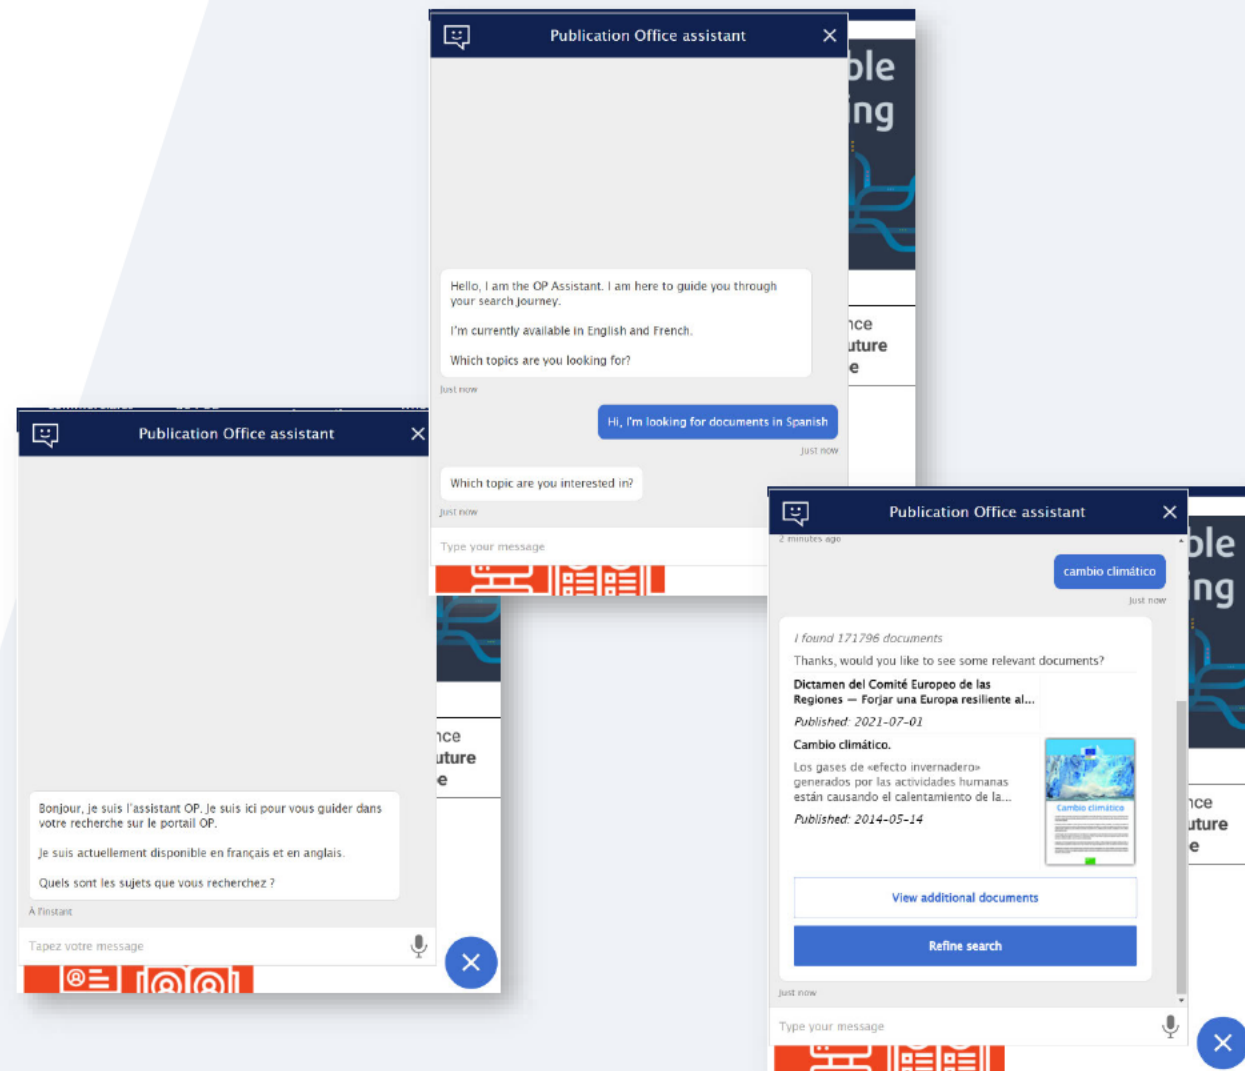 Publication Office assistant
ble
ing
Hello, I am the OP Assistant. I am here to guide you through
your search journey.
I'm currently available in English and French.
Which topics are you looking for?
Just now
Hi, I'm looking for documents in Spanish
Just now
Which topic are you interested in?
Just now
Type your message
nce
uture
e
Publication Office assistant
Bonjour, je suis l'assistant OP. Je suis ici pour vous guider dans
votre recherche sur le portail OP.
Je suis actuellement disponible en français et en anglais.
Quels sont les sujets que vous recherchez ?
À l'instant
Tapez votre message
nce
uture
e
Publication Office assistant
2 minutes ago
cambio climático
Just now
I found 171796 documents
Thanks, would you like to see some relevant documents?
Dictamen del Comité Europeo de las
Regiones — Forjar una Europa resiliente al...
Published: 2021-07-01
Cambio climático.
Los gases de «efecto invernadero»
generados por las actividades humanas
están causando el calentamiento de la...
Published: 2014-05-14
Cambio climático
View additional documents
Refine search
Just now
Type your message
ble
ing
nce
uture
e